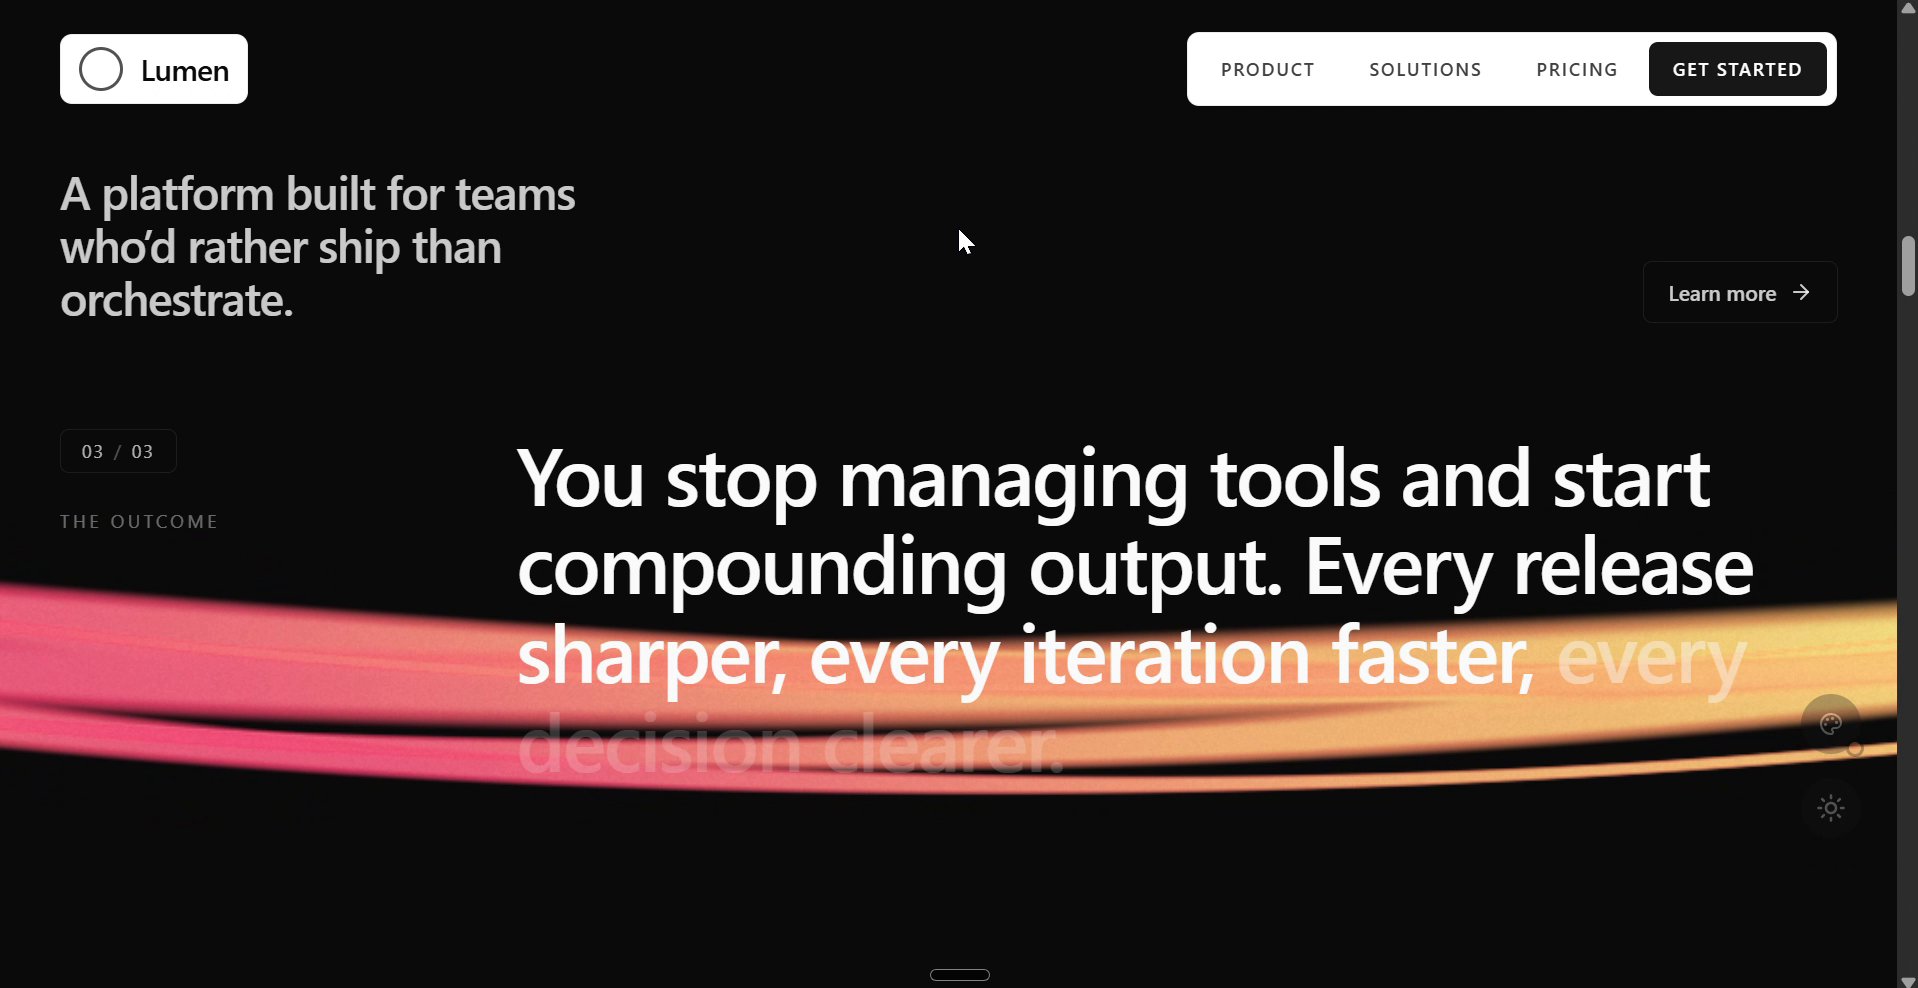 Lumen
PRODUCT
SOLUTIONS
PRICING
GET STARTED
A platform built for teams
who’d rather ship than
orchestrate.
Learn more
03 / 03
THE OUTCOME
You stop managing tools and start
compounding output. Every release
sharper, every iteration faster, every
decision clearer.